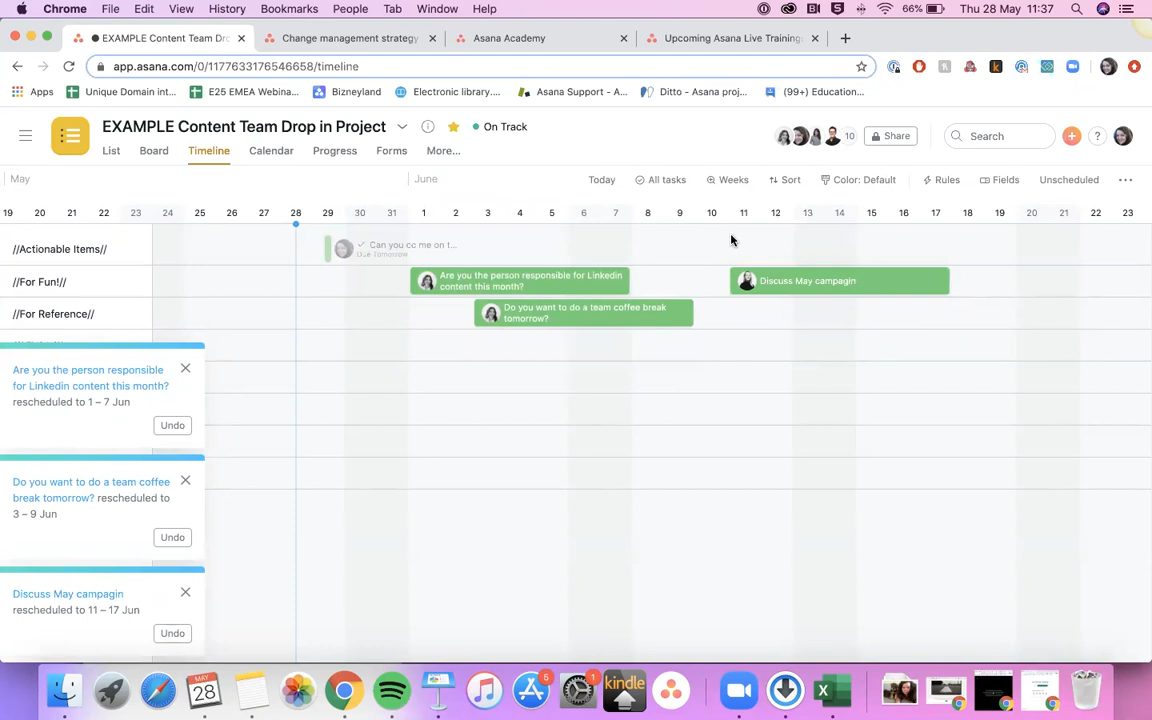 Chrome File Edit View History Bookmarks People Tab Window Help 66% Thu 28 May 11:37
EXAMPLE Content Team Dr Change management strategy Asana Academy Upcoming Asana Live Training
app.asana.com/0/1177633176546658/timeline
Apps Unique Domain int... E25 EMEA Webina... Bizneyland Electronic library.... Asana Support - A... Ditto - Asana proj... (99+) Education...
EXAMPLE Content Team Drop in Project On Track 10 Share Search ?
List Board Timeline Calendar Progress Forms More...
May June Today All tasks Weeks Sort Color: Default Rules Fields Unscheduled
19 20 21 22 23 24 25 26 27 28 29 30 31 1 2 3 4 5 6 7 8 9 10 11 12 13 14 15 16 17 18 19 20 21 22 23
//Actionable Items//
Can you cc me on t...
Due Tomorrow
//For Fun!//
Are you the person responsible for Linkedin
content this month?
Discuss May campagin
//For Reference//
Do you want to do a team coffee break
tomorrow?
Are you the person responsible
for Linkedin content this month?
rescheduled to 1 – 7 Jun
Undo
Do you want to do a team coffee
break tomorrow? rescheduled to
3 – 9 Jun
Undo
Discuss May campagin
rescheduled to 11 – 17 Jun
Undo
MAY
28
5
1
kindle